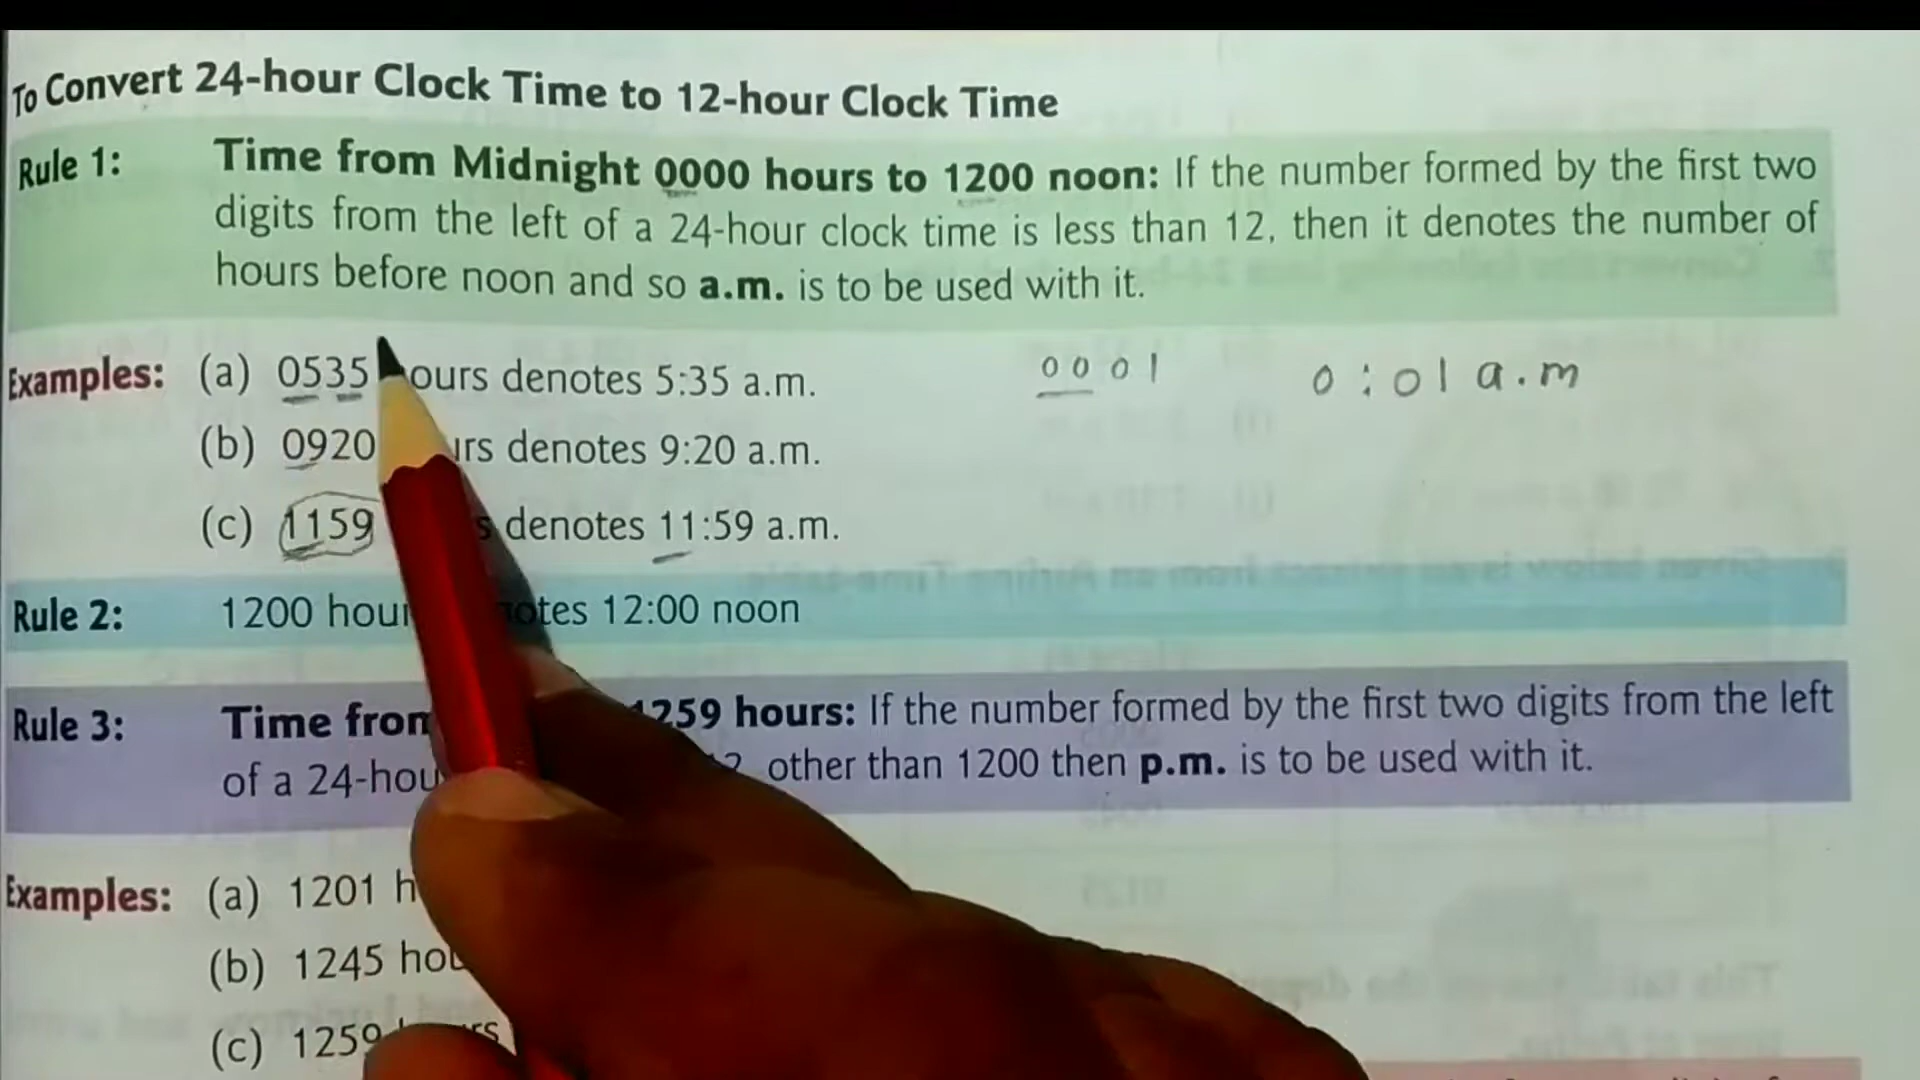 To Convert 24-hour Clock Time to 12-hour Clock Time
Rule 1: Time from Midnight 0000 hours to 1200 noon: If the number formed by the first two
digits from the left of a 24-hour clock time is less than 12, then it denotes the number of
hours before noon and so a.m. is to be used with it.
Examples: (a) 0535 hours denotes 5:35 a.m. 0001 0:01 a.m
(b) 0920 denotes 9:20 a.m.
(c) 1159 denotes 11:59 a.m.
Rule 2: 1200 hour denotes 12:00 noon
Rule 3: Time 1259 hours: If the number formed by the first two digits from the left
of a 24-hou other than 1200 then p.m. is to be used with it.
Examples: (a) 1201 h
(b) 1245 hou
(c) 1259